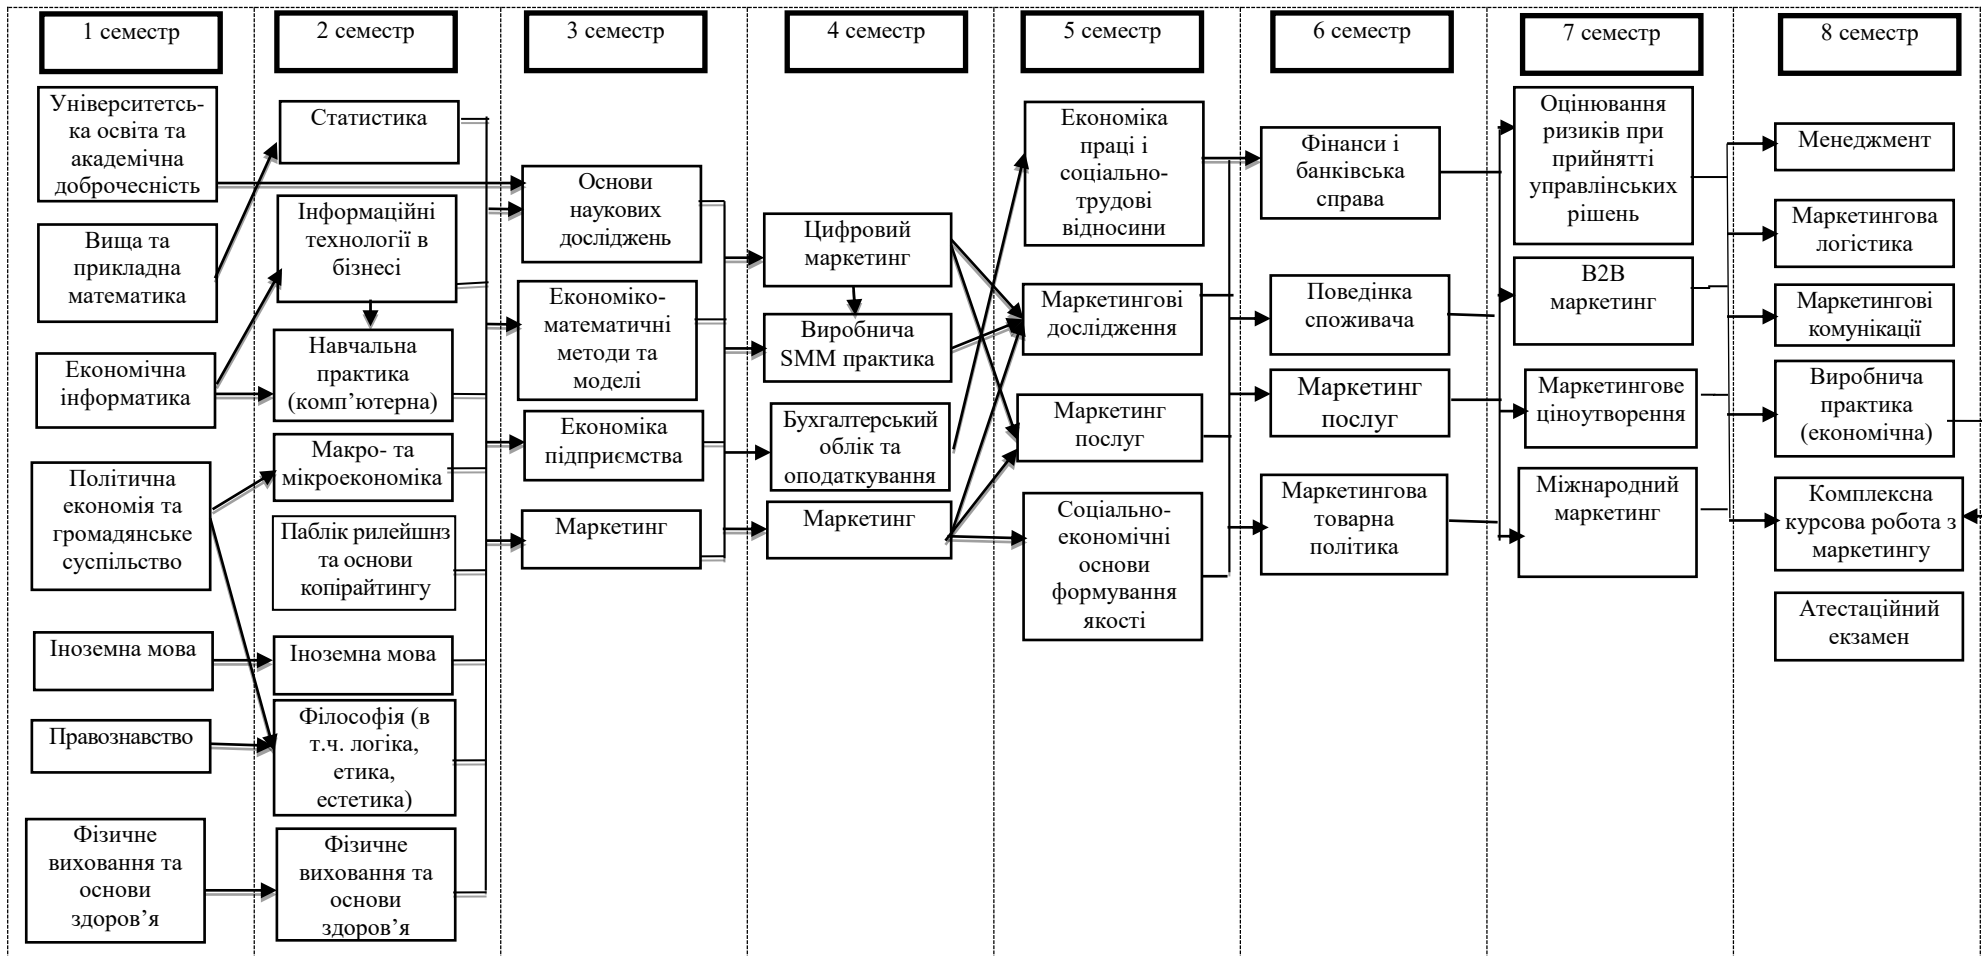 1 семестр
Університетсь-
ка освіта та
академічна
доброчесність
Вища та
прикладна
математика
Економічна
інформатика
Політична
економія та
громадянське
суспільство
Іноземна мова
Правознавство
Фізичне
виховання та
основи
здоров’я
2 семестр
Статистика
Інформаційні
технології в
бізнесі
Навчальна
практика
(комп’ютерна)
Макро- та
мікроекономіка
Паблік рилейшнз
та основи
копірайтингу
Іноземна мова
Філософія (в
т.ч. логіка,
етика,
естетика)
Фізичне
виховання та
основи
здоров’я
3 семестр
Основи
наукових
досліджень
Економіко-
математичні
методи та
моделі
Економіка
підприємства
Маркетинг
4 семестр
Цифровий
маркетинг
Виробнича
SMM практика
Бухгалтерський
облік та
оподаткування
Маркетинг
5 семестр
Економіка
праці і
соціально-
трудові
відносини
Маркетингові
дослідження
Маркетинг
послуг
Соціально-
економічні
основи
формування
якості
6 семестр
Фінанси і
банківська
справа
Поведінка
споживача
Маркетинг
послуг
Маркетингова
товарна
політика
7 семестр
Оцінювання
ризиків при
прийнятті
управлінських
рішень
B2B
маркетинг
Маркетингове
ціноутворення
Міжнародний
маркетинг
8 семестр
Менеджмент
Маркетингова
логістика
Маркетингові
комунікації
Виробнича
практика
(економічна)
Комплексна
курсова робота з
маркетингу
Атестаційний
екзамен